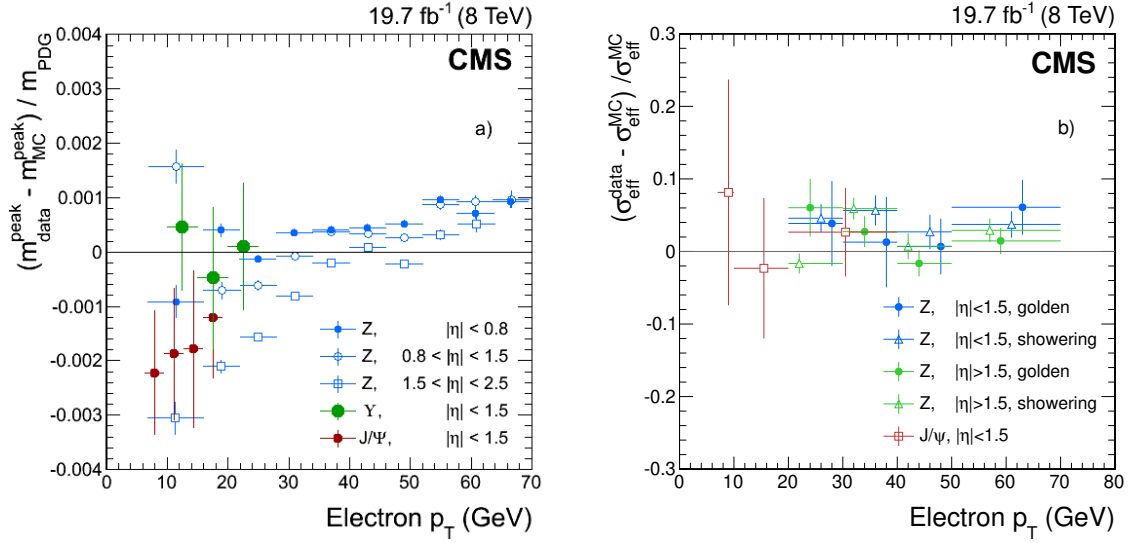 19.7 fb⁻¹ (8 TeV)
CMS
a)
(m_data^peak - m_MC^peak) / m_PDG
0.004
0.003
0.002
0.001
0
-0.001
-0.002
-0.003
-0.004
Z, |η| < 0.8
Z, 0.8 < |η| < 1.5
Z, 1.5 < |η| < 2.5
ϒ, |η| < 1.5
J/Ψ, |η| < 1.5
0 10 20 30 40 50 60 70
Electron p_T (GeV)
19.7 fb⁻¹ (8 TeV)
CMS
b)
(σ_eff^data - σ_eff^MC) / σ_eff^MC
0.3
0.2
0.1
0
-0.1
-0.2
-0.3
Z, |η|<1.5, golden
Z, |η|<1.5, showering
Z, |η|>1.5, golden
Z, |η|>1.5, showering
J/ψ, |η|<1.5
0 10 20 30 40 50 60 70 80
Electron p_T (GeV)